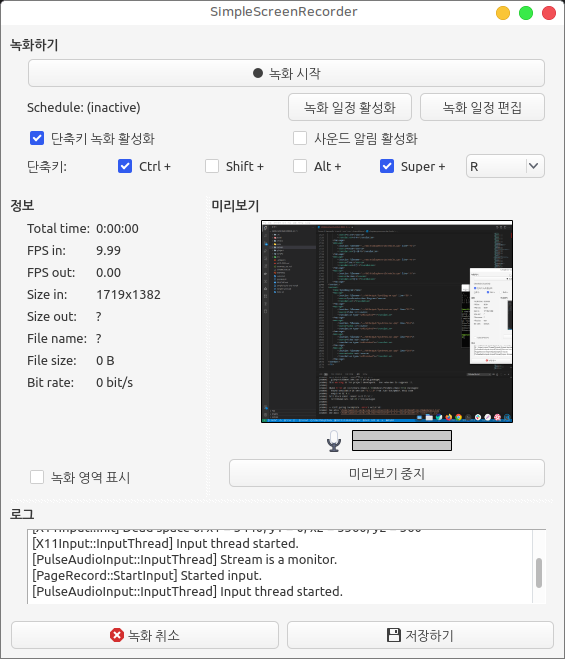 SimpleScreenRecorder
녹화하기
녹화 시작
Schedule: (inactive)
녹화 일정 활성화
녹화 일정 편집
단축키 녹화 활성화
사운드 알림 활성화
단축키:
Ctrl +
Shift +
Alt +
Super +
R
정보
Total time: 0:00:00
FPS in: 9.99
FPS out: 0.00
Size in: 1719x1382
Size out: ?
File name: ?
File size: 0 B
Bit rate: 0 bit/s
녹화 영역 표시
미리보기
미리보기 중지
로그
[X11Input::InputThread] Input thread started.
[PulseAudioInput::InputThread] Stream is a monitor.
[PageRecord::StartInput] Started input.
[PulseAudioInput::InputThread] Input thread started.
녹화 취소
저장하기